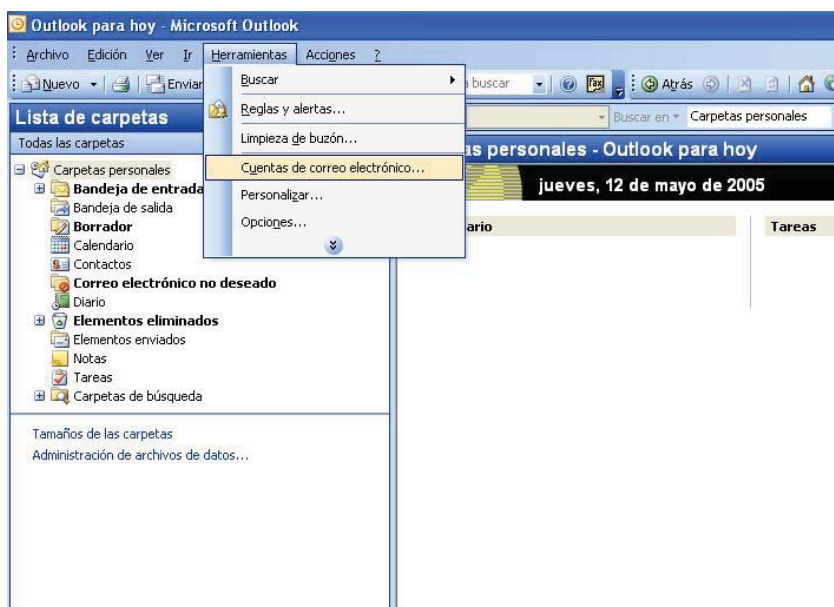 Outlook para hoy - Microsoft Outlook
Archivo Edición Ver Ir Herramientas Acciones ?
Nuevo Enviar buscar Atrás
Lista de carpetas
Buscar en Carpetas personales
Todas las carpetas
as personales - Outlook para hoy
Carpetas personales
jueves, 12 de mayo de 2005
Bandeja de entrada
Bandeja de salida
Borrador
Calendario
Contactos
Correo electrónico no deseado
Diario
Elementos eliminados
Elementos enviados
Notas
Tareas
Carpetas de búsqueda
Tamaños de las carpetas
Administración de archivos de datos...
Buscar
Reglas y alertas...
Limpieza de buzón...
Cuentas de correo electrónico...
Personalizar...
Opciones...
ario
Tareas